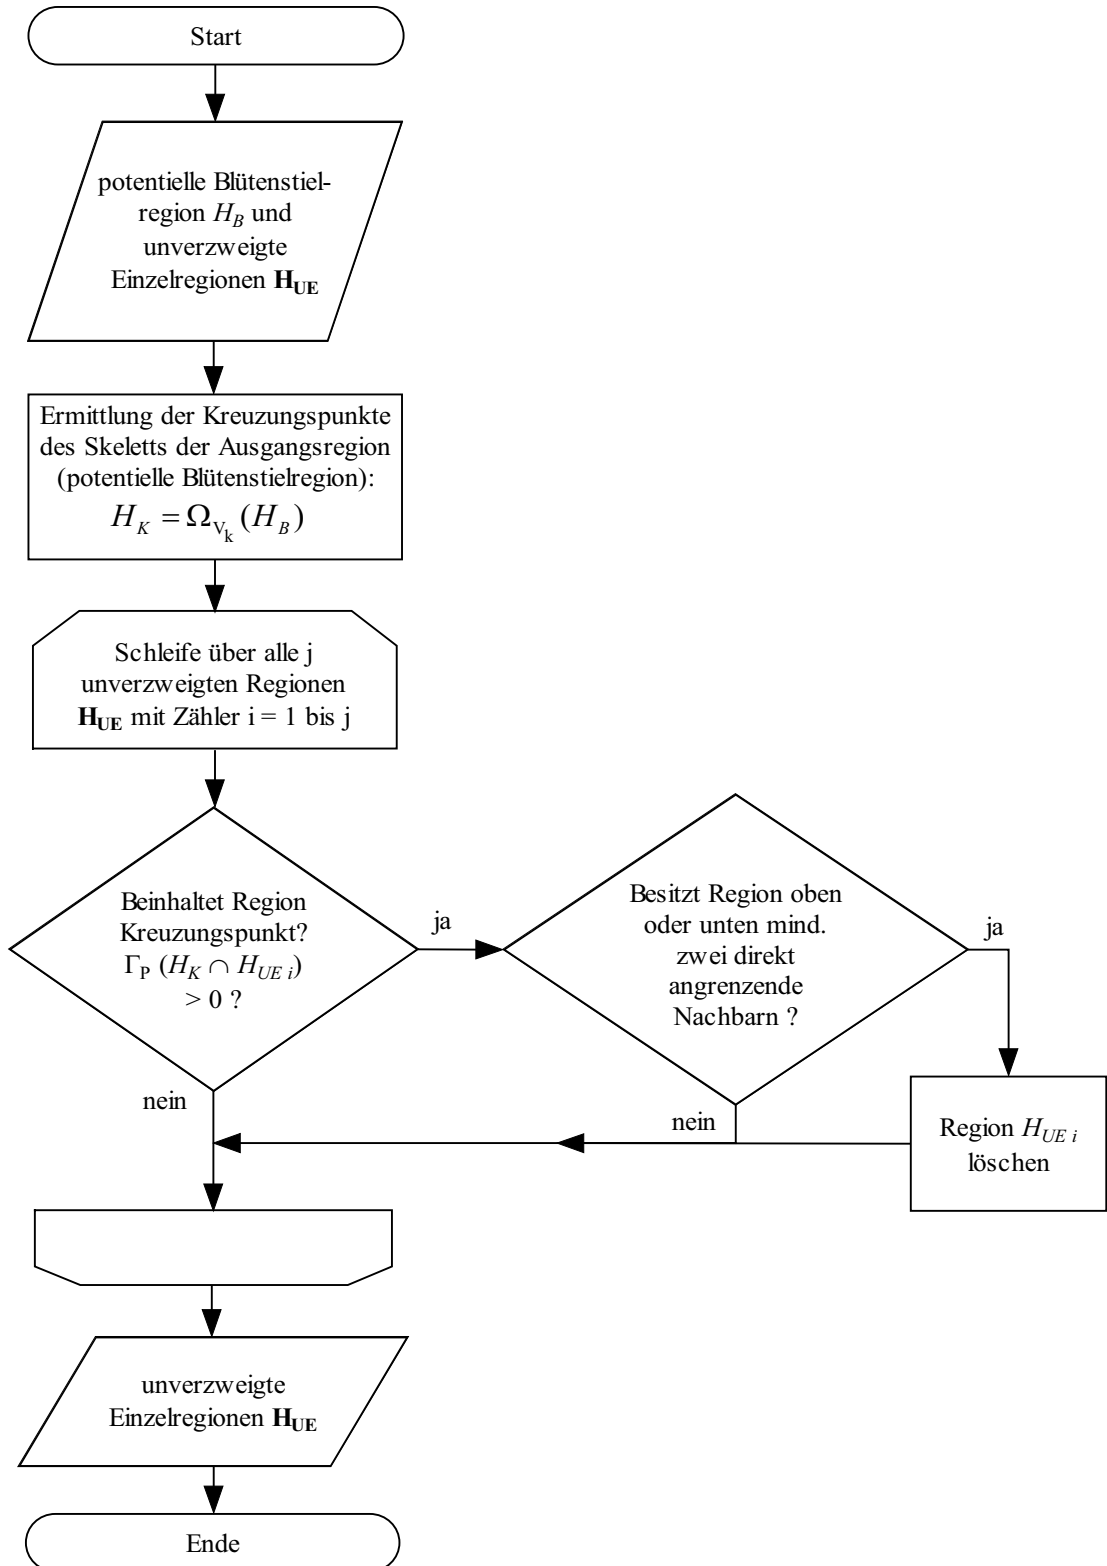 Start
potentielle Blütenstiel-
region H_B und
unverzweigte
Einzelregionen H_UE
Ermittlung der Kreuzungspunkte
des Skeletts der Ausgangsregion
(potentielle Blütenstielregion):
H_K = Ω_V_k (H_B)
Schleife über alle j
unverzweigten Regionen
H_UE mit Zähler i = 1 bis j
Beinhaltet Region
Kreuzungspunkt?
Γ_P (H_K ∩ H_UE i)
> 0 ?
ja
nein
Besitzt Region oben
oder unten mind.
zwei direkt
angrenzende
Nachbarn ?
ja
nein
Region H_UE i
löschen
unverzweigte
Einzelregionen H_UE
Ende